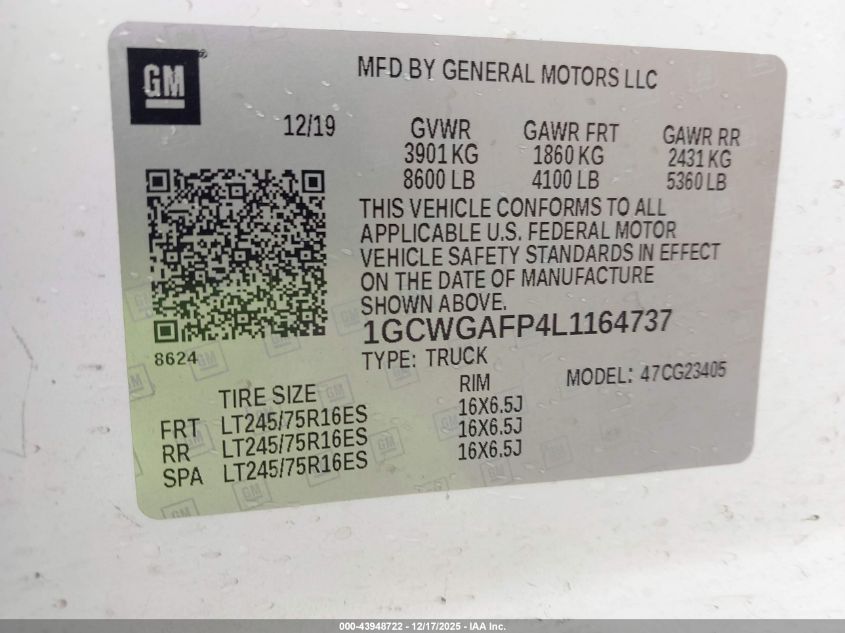 GM ®
MFD BY GENERAL MOTORS LLC
12/19
GVWR GAWR FRT GAWR RR
3901 KG 1860 KG 2431 KG
8600 LB 4100 LB 5360 LB
THIS VEHICLE CONFORMS TO ALL
APPLICABLE U.S. FEDERAL MOTOR
VEHICLE SAFETY STANDARDS IN EFFECT
ON THE DATE OF MANUFACTURE
SHOWN ABOVE.
1GCWGAFP4L1164737
8624
TYPE: TRUCK
MODEL: 47CG23405
TIRE SIZE RIM
FRT LT245/75R16ES 16X6.5J
RR LT245/75R16ES 16X6.5J
SPA LT245/75R16ES 16X6.5J
000-43948722 - 12/17/2025 - IAA Inc.